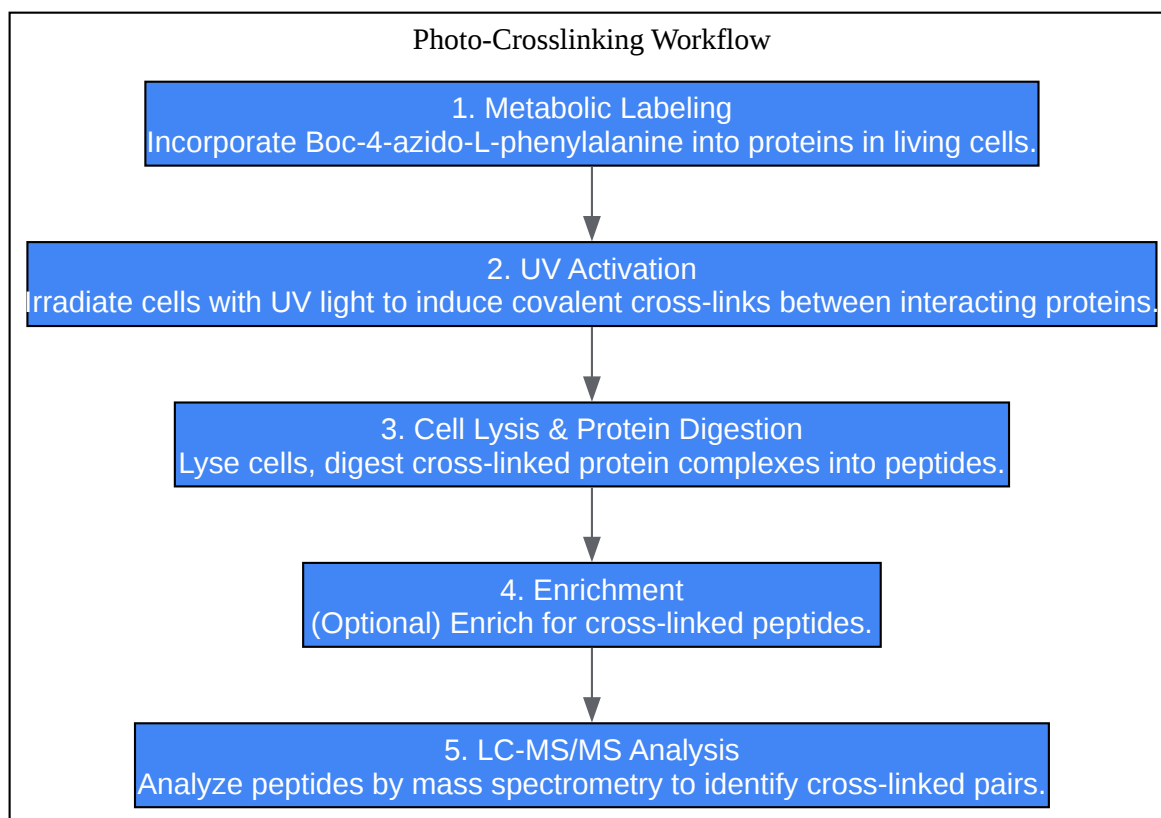 Photo-Crosslinking Workflow
1. Metabolic Labeling
Incorporate Boc-4-azido-L-phenylalanine into proteins in living cells.
2. UV Activation
Irradiate cells with UV light to induce covalent cross-links between interacting proteins.
3. Cell Lysis & Protein Digestion
Lyse cells, digest cross-linked protein complexes into peptides.
4. Enrichment
(Optional) Enrich for cross-linked peptides.
5. LC-MS/MS Analysis
Analyze peptides by mass spectrometry to identify cross-linked pairs.